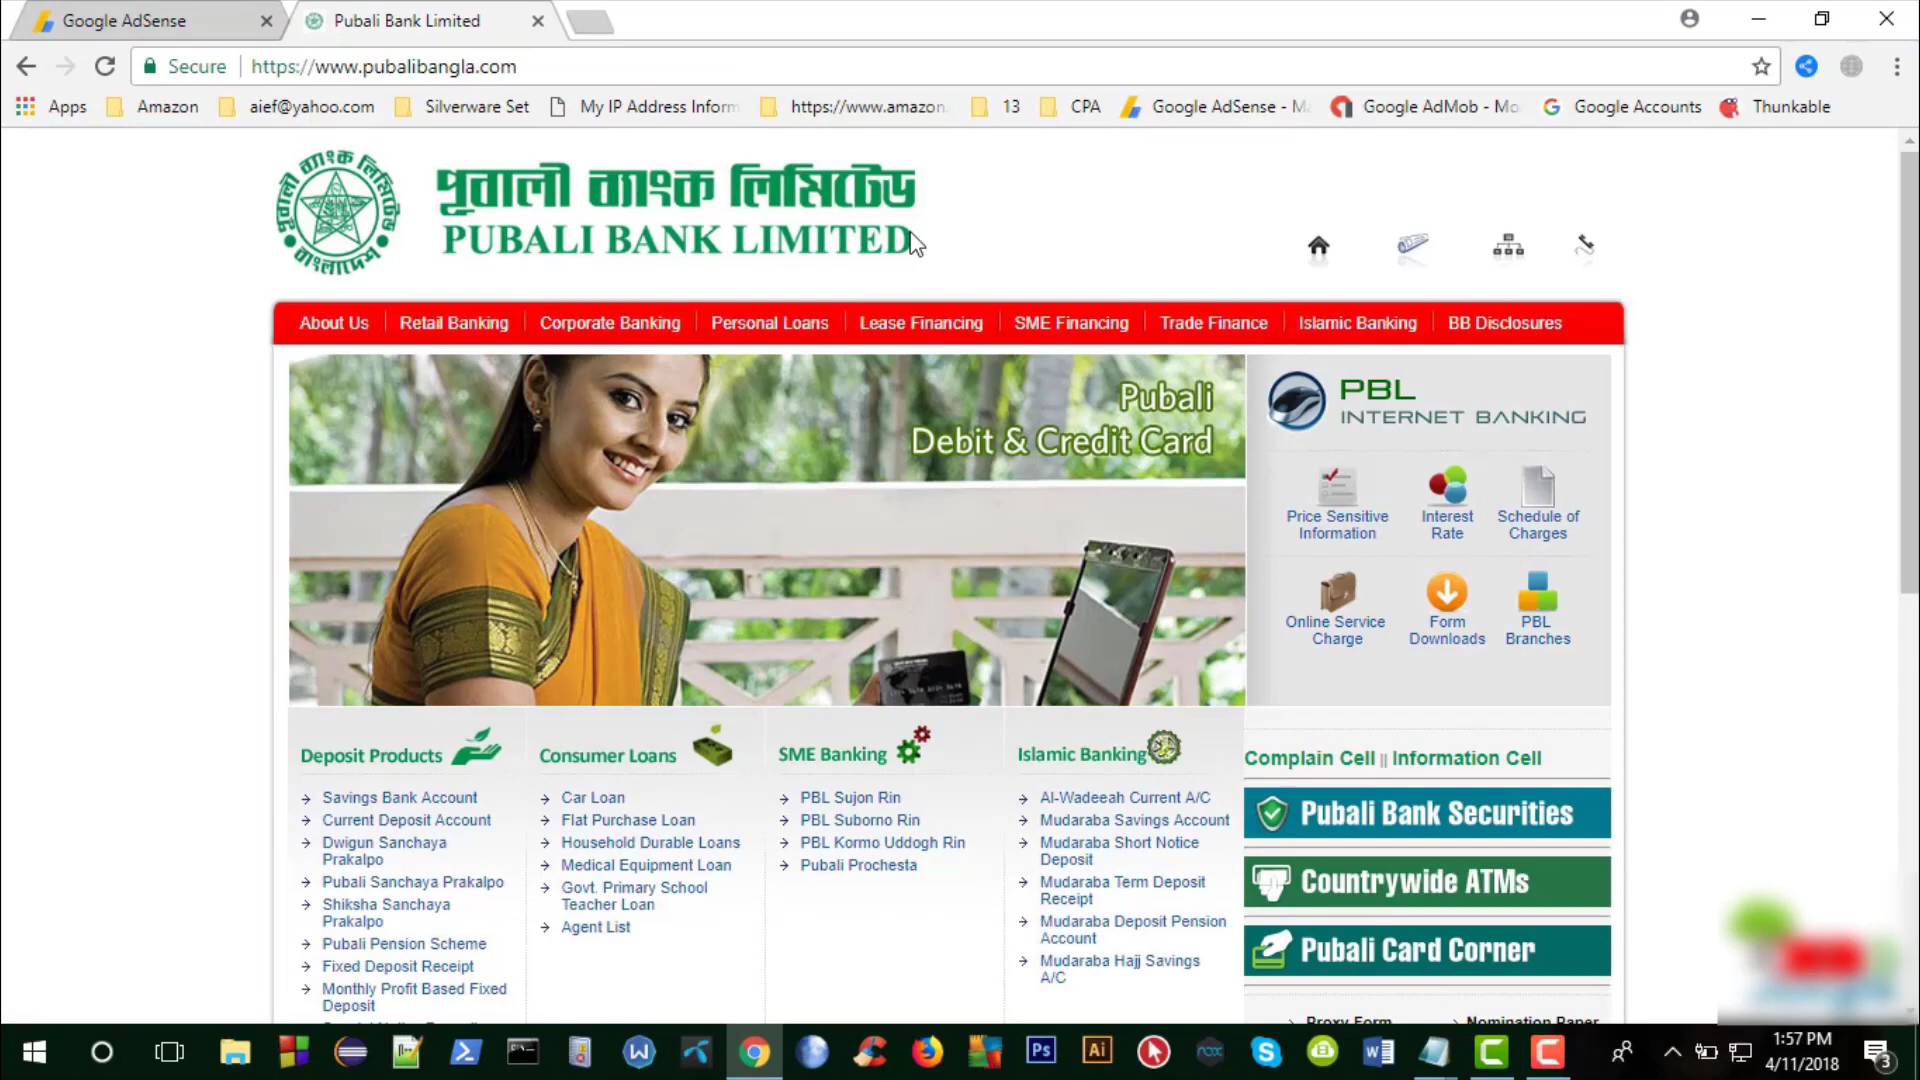 Google AdSense
Pubali Bank Limited
Secure
https://www.pubalibangla.com
Apps
Amazon
aief@yahoo.com
Silverware Set
My IP Address Inform
https://www.amazon.
13
CPA
Google AdSense - Ma
Google AdMob - Mo
Google Accounts
Thunkable
পূবালী ব্যাংক লিমিটেড
বাংলাদেশ
পূবালী ব্যাংক লিমিটেড
PUBALI BANK LIMITED
About Us
Retail Banking
Corporate Banking
Personal Loans
Lease Financing
SME Financing
Trade Finance
Islamic Banking
BB Disclosures
Pubali
Debit & Credit Card
PBL
INTERNET BANKING
Price Sensitive
Information
Interest
Rate
Schedule of
Charges
Online Service
Charge
Form
Downloads
PBL
Branches
Deposit Products
Savings Bank Account
Current Deposit Account
Dwigun Sanchaya
Prakalpo
Pubali Sanchaya Prakalpo
Shiksha Sanchaya
Prakalpo
Pubali Pension Scheme
Fixed Deposit Receipt
Monthly Profit Based Fixed
Deposit
Consumer Loans
Car Loan
Flat Purchase Loan
Household Durable Loans
Medical Equipment Loan
Govt. Primary School
Teacher Loan
Agent List
SME Banking
PBL Sujon Rin
PBL Suborno Rin
PBL Kormo Uddogh Rin
Pubali Prochesta
Islamic Banking
Al-Wadeeah Current A/C
Mudaraba Savings Account
Mudaraba Short Notice
Deposit
Mudaraba Term Deposit
Receipt
Mudaraba Deposit Pension
Account
Mudaraba Hajj Savings
A/C
Complain Cell || Information Cell
Pubali Bank Securities
Countrywide ATMs
Pubali Card Corner
Proxy Form
Nomination Paper
Ps
Ai
nox
1:57 PM
4/11/2018
3